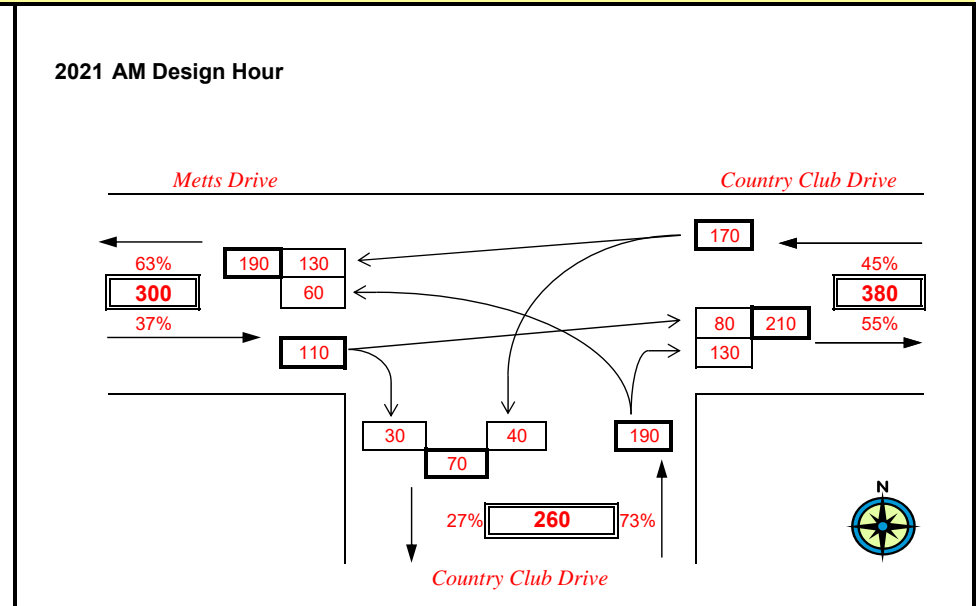 2021 AM Design Hour
Metts Drive
Country Club Drive
170
63%
190 130
45%
300
60
380
37%
80 210
55%
110
130
30
40
190
70
N
27% 260 73%
Country Club Drive